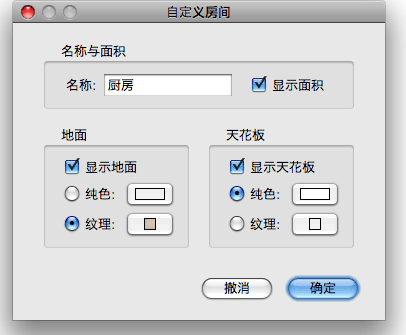 自定义房间
名称与面积
名称: 厨房 显示面积
地面
显示地面
纯色:
纹理:
天花板
显示天花板
纯色:
纹理:
撤消 确定